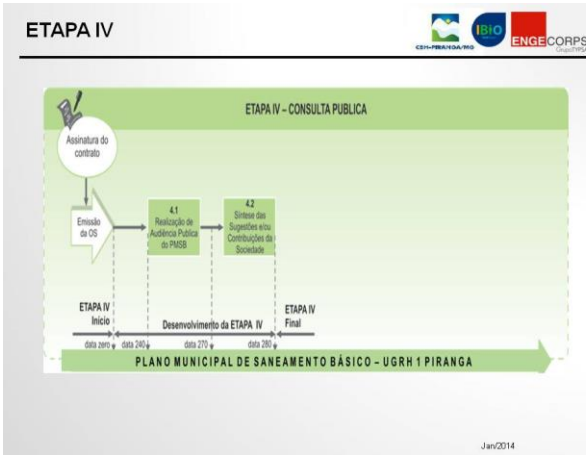 ETAPA IV
CBH-PIRANGA/MG
IBIO
ENGECORPS
ETAPA IV – CONSULTA PUBLICA
Assinatura do
contrato
Emissão
da OS
4.1
Realização de
Audiência Publica
do PMSB
4.2
Síntese das
Sugestões e/ou
Contribuições da
Sociedade
ETAPA IV
Início
Desenvolvimento da ETAPA IV
ETAPA IV
Final
data zero
data 240
data 270
data 280
PLANO MUNICIPAL DE SANEAMENTO BÁSICO – UGRH 1 PIRANGA
Jan/2014